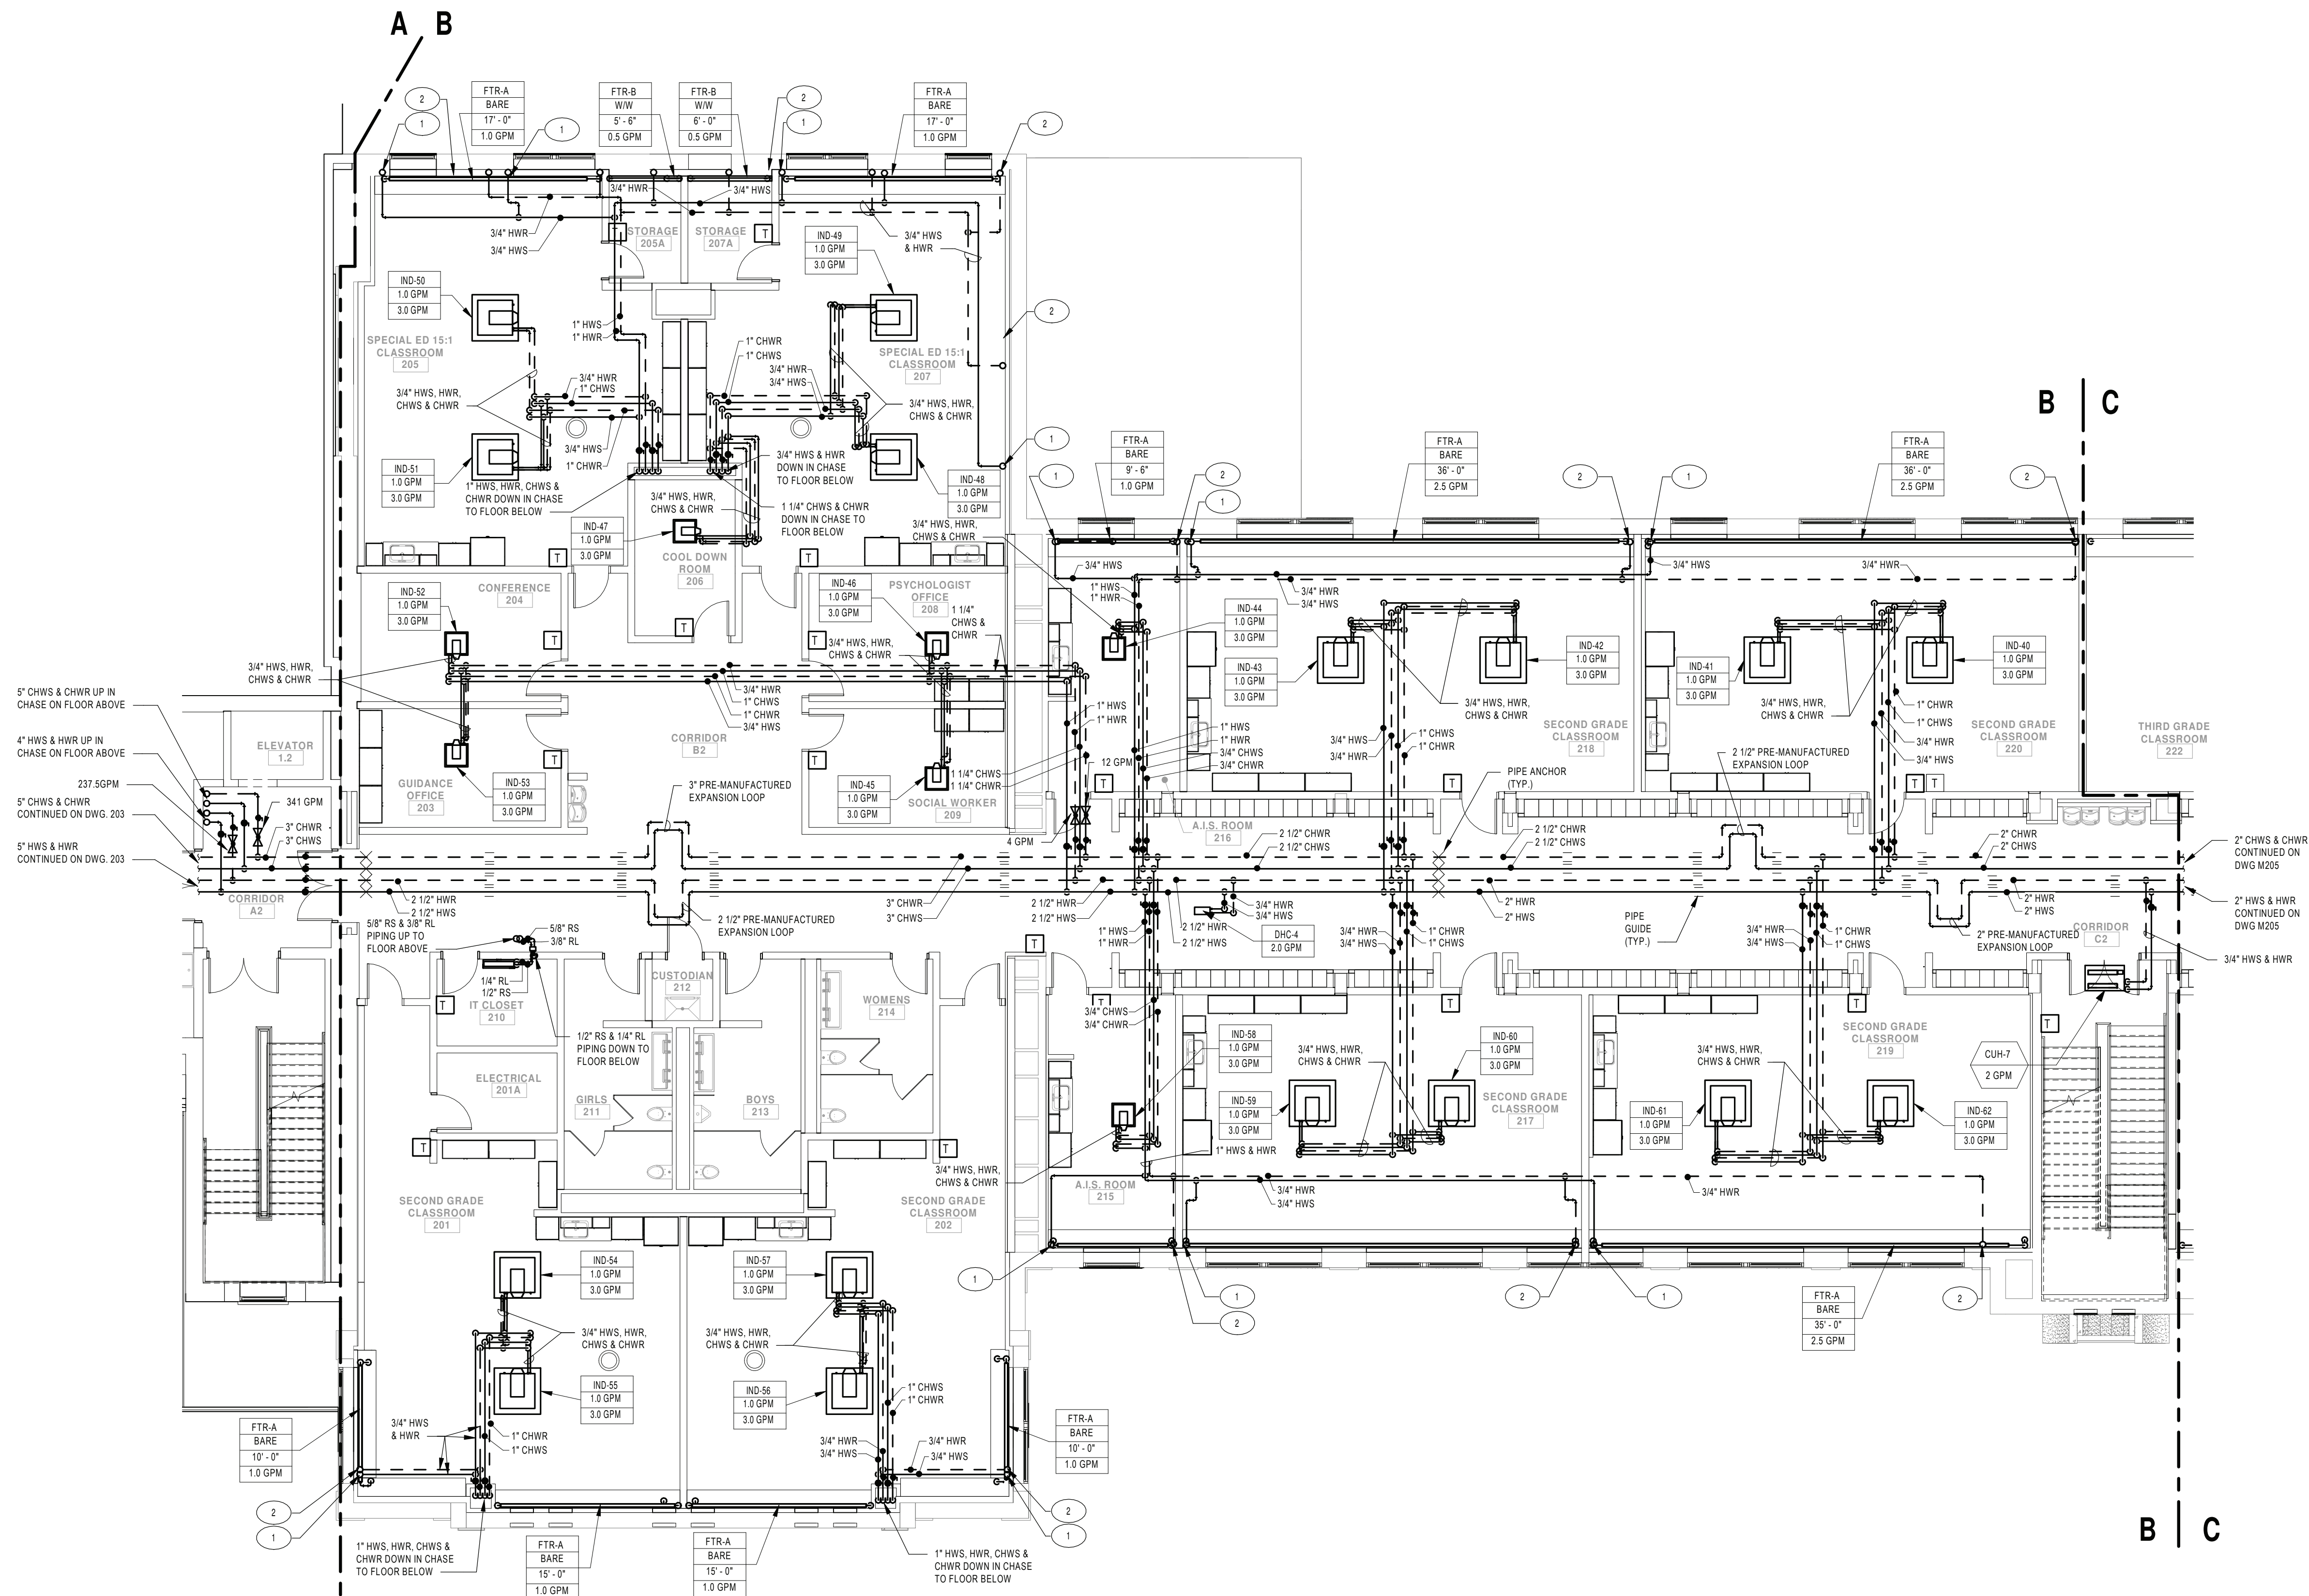 A B
FTR-A
BARE
17' - 0"
1.0 GPM
FTR-B
W/W
5' - 6"
0.5 GPM
FTR-B
W/W
6' - 0"
0.5 GPM
FTR-A
BARE
17' - 0"
1.0 GPM
2
1
1
2
1
2
3/4" HWR
3/4" HWS
3/4" HWR
3/4" HWS
STORAGE
205A
STORAGE
207A
T
T
IND-49
1.0 GPM
3.0 GPM
3/4" HWS
& HWR
IND-50
1.0 GPM
3.0 GPM
1" HWS
1" HWR
2
SPECIAL ED 15:1
CLASSROOM
205
SPECIAL ED 15:1
CLASSROOM
207
1" CHWR
1" CHWS
3/4" HWR
3/4" HWS
3/4" HWR
1" CHWS
3/4" HWS, HWR,
CHWS & CHWR
3/4" HWS, HWR,
CHWS & CHWR
3/4" HWS
1" CHWR
IND-51
1.0 GPM
3.0 GPM
1" HWS, HWR, CHWS &
CHWR DOWN IN CHASE
TO FLOOR BELOW
3/4" HWS & HWR
DOWN IN CHASE
TO FLOOR BELOW
IND-48
1.0 GPM
3.0 GPM
1
3/4" HWS, HWR,
CHWS & CHWR
1 1/4" CHWS & CHWR
DOWN IN CHASE TO
FLOOR BELOW
IND-47
1.0 GPM
3.0 GPM
3/4" HWS, HWR,
CHWS & CHWR
COOL DOWN
ROOM
206
T
T
T
CONFERENCE
204
IND-52
1.0 GPM
3.0 GPM
IND-46
1.0 GPM
3.0 GPM
PSYCHOLOGIST
OFFICE
208
1 1/4"
CHWS &
CHWR
T
T
3/4" HWS, HWR,
CHWS & CHWR
3/4" HWS, HWR,
CHWS & CHWR
3/4" HWR
1" CHWS
1" CHWR
3/4" HWS
CORRIDOR
B2
T
T
GUIDANCE
OFFICE
203
IND-53
1.0 GPM
3.0 GPM
IND-45
1.0 GPM
3.0 GPM
SOCIAL WORKER
209
3" PRE-MANUFACTURED
EXPANSION LOOP
5" CHWS & CHWR UP IN
CHASE ON FLOOR ABOVE
4" HWS & HWR UP IN
CHASE ON FLOOR ABOVE
237.5GPM
5" CHWS & CHWR
CONTINUED ON DWG. 203
5" HWS & HWR
CONTINUED ON DWG. 203
ELEVATOR
1.2
341 GPM
3" CHWR
3" CHWS
CORRIDOR
A2
FTR-A
BARE
9' - 6"
1.0 GPM
FTR-A
BARE
36' - 0"
2.5 GPM
FTR-A
BARE
36' - 0"
2.5 GPM
B C
1
2
1
2
1
2
3/4" HWS
1" HWS
1" HWR
3/4" HWR
3/4" HWS
3/4" HWS
3/4" HWR
IND-44
1.0 GPM
3.0 GPM
IND-43
1.0 GPM
3.0 GPM
IND-42
1.0 GPM
3.0 GPM
IND-41
1.0 GPM
3.0 GPM
IND-40
1.0 GPM
3.0 GPM
3/4" HWS, HWR,
CHWS & CHWR
3/4" HWS, HWR,
CHWS & CHWR
1" CHWR
1" CHWS
3/4" HWR
3/4" HWS
1" HWS
1" HWR
1 1/4" CHWS
1 1/4" CHWR
1" HWS
1" HWR
3/4" CHWS
3/4" CHWR
12 GPM
4 GPM
3/4" HWS
3/4" HWR
1" CHWS
1" CHWR
SECOND GRADE
CLASSROOM
218
SECOND GRADE
CLASSROOM
220
THIRD GRADE
CLASSROOM
222
2 1/2" PRE-MANUFACTURED
EXPANSION LOOP
PIPE ANCHOR
(TYP.)
T
T
T
T
A.I.S. ROOM
216
2 1/2" CHWR
2 1/2" CHWS
2 1/2" CHWR
2 1/2" CHWS
2" CHWR
2" CHWS
2" CHWS & CHWR
CONTINUED ON
DWG M205
2" HWS & HWR
CONTINUED ON
DWG M205
2 1/2" HWR
2 1/2" HWS
5/8" RS & 3/8" RL
PIPING UP TO
FLOOR ABOVE
5/8" RS
3/8" RL
2 1/2" PRE-MANUFACTURED
EXPANSION LOOP
3" CHWR
3" CHWS
2 1/2" HWR
2 1/2" HWS
1" HWS
1" HWR
2 1/2" HWR
2 1/2" HWS
3/4" HWR
3/4" HWS
DHC-4
2.0 GPM
3/4" HWR
3/4" HWS
1" CHWR
1" CHWS
2" HWR
2" HWS
PIPE
GUIDE
(TYP.)
3/4" HWR
3/4" HWS
1" CHWR
1" CHWS
2" HWR
2" HWS
2" PRE-MANUFACTURED
EXPANSION LOOP
CORRIDOR
C2
3/4" HWS & HWR
1/4" RL
1/2" RS
T
IT CLOSET
210
CUSTODIAN
212
WOMENS
214
1/2" RS & 1/4" RL
PIPING DOWN TO
FLOOR BELOW
ELECTRICAL
201A
GIRLS
211
BOYS
213
T
T
T
T
T
3/4" CHWS
3/4" CHWR
IND-58
1.0 GPM
3.0 GPM
IND-59
1.0 GPM
3.0 GPM
3/4" HWS, HWR,
CHWS & CHWR
IND-60
1.0 GPM
3.0 GPM
SECOND GRADE
CLASSROOM
217
IND-61
1.0 GPM
3.0 GPM
3/4" HWS, HWR,
CHWS & CHWR
SECOND GRADE
CLASSROOM
219
IND-62
1.0 GPM
3.0 GPM
CUH-7
2 GPM
T
T
3/4" HWS, HWR,
CHWS & CHWR
1" HWS & HWR
A.I.S. ROOM
215
3/4" HWR
3/4" HWS
3/4" HWR
SECOND GRADE
CLASSROOM
201
SECOND GRADE
CLASSROOM
202
IND-54
1.0 GPM
3.0 GPM
IND-57
1.0 GPM
3.0 GPM
1
1
2
2
1
2
FTR-A
BARE
35' - 0"
2.5 GPM
3/4" HWS, HWR,
CHWS & CHWR
3/4" HWS, HWR,
CHWS & CHWR
IND-55
1.0 GPM
3.0 GPM
IND-56
1.0 GPM
3.0 GPM
1" CHWS
1" CHWR
3/4" HWS
& HWR
1" CHWR
1" CHWS
3/4" HWR
3/4" HWS
3/4" HWR
3/4" HWS
FTR-A
BARE
10' - 0"
1.0 GPM
FTR-A
BARE
10' - 0"
1.0 GPM
2
1
2
1
1" HWS, HWR, CHWS &
CHWR DOWN IN CHASE
TO FLOOR BELOW
FTR-A
BARE
15' - 0"
1.0 GPM
FTR-A
BARE
15' - 0"
1.0 GPM
1" HWS, HWR, CHWS &
CHWR DOWN IN CHASE
TO FLOOR BELOW
B C